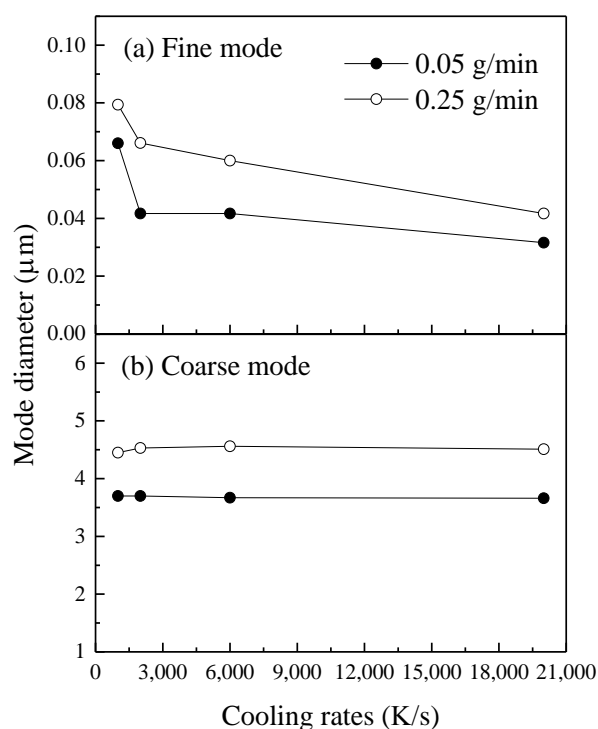 0.10
(a) Fine mode
0.05 g/min
0.25 g/min
0.08
0.06
0.04
0.02
0.00
Mode diameter (μm)
(b) Coarse mode
6
5
4
3
2
1
0 3,000 6,000 9,000 12,000 15,000 18,000 21,000
Cooling rates (K/s)